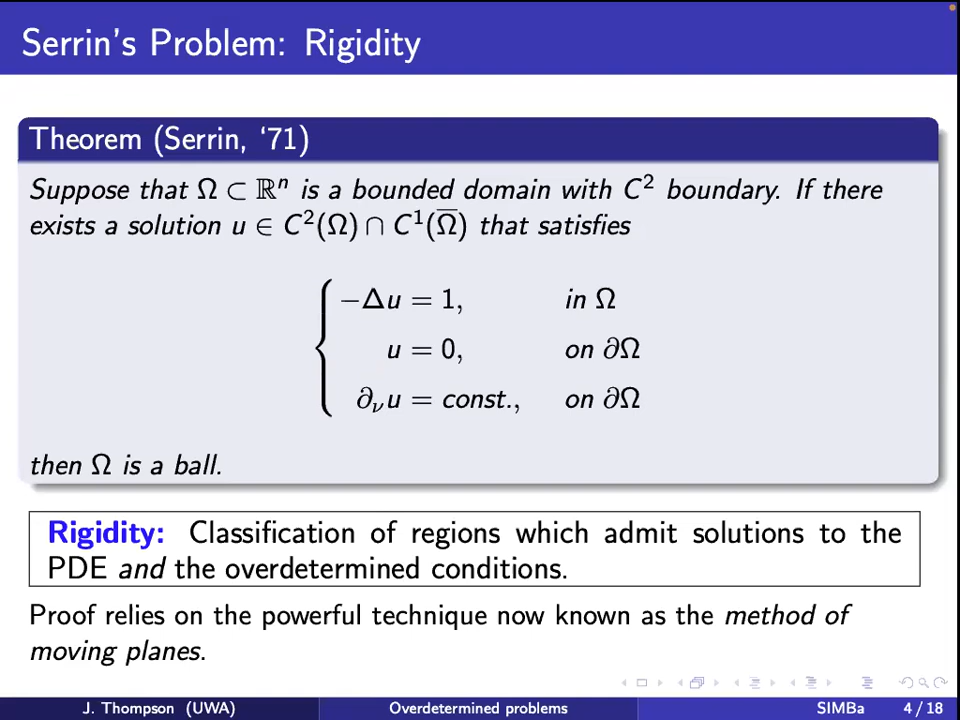 Serrin's Problem: Rigidity
Theorem (Serrin, ‘71)
Suppose that Ω ⊂ ℝⁿ is a bounded domain with C² boundary. If there
exists a solution u ∈ C²(Ω) ∩ C¹(Ω̅) that satisfies
−Δu = 1, in Ω
u = 0, on ∂Ω
∂ᵥu = const., on ∂Ω
then Ω is a ball.
Rigidity: Classification of regions which admit solutions to the
PDE and the overdetermined conditions.
Proof relies on the powerful technique now known as the method of
moving planes.
J. Thompson (UWA) Overdetermined problems SIMBa 4 / 18